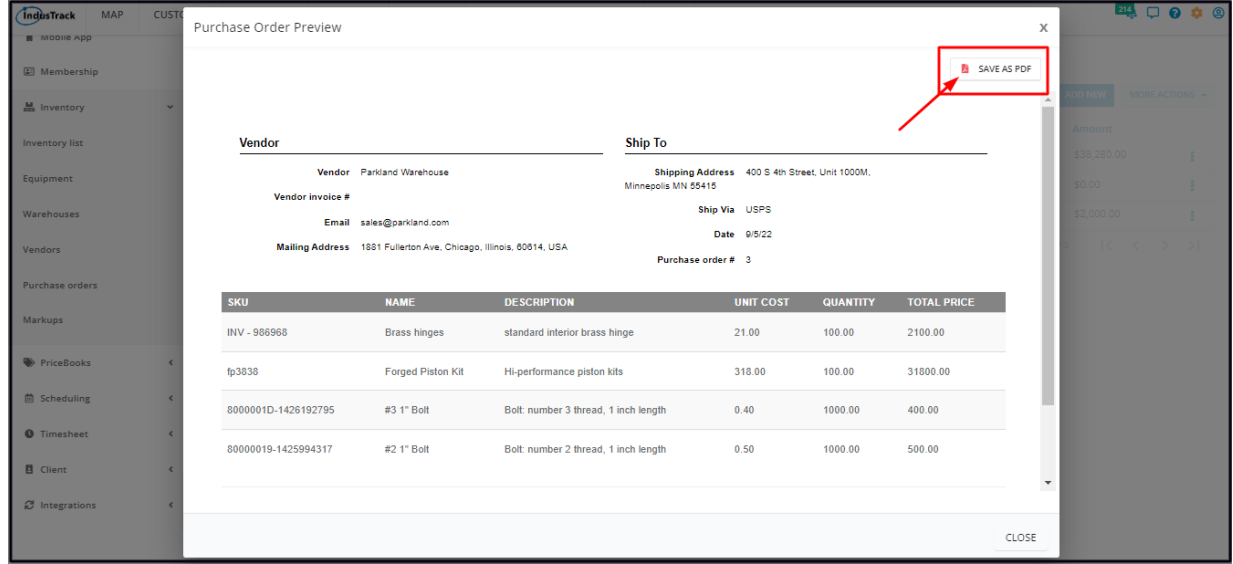 IndusTrack MAP CUSTO
214
Mobile App
Membership
Inventory
Inventory list
Equipment
Warehouses
Vendors
Purchase orders
Markups
PriceBooks
Scheduling
Timesheet
Client
Integrations
Purchase Order Preview X
SAVE AS PDF
ADD NEW MORE ACTIONS
Amount
$38,280.00
$0.00
$2,000.00
Vendor
Vendor Parkland Warehouse
Vendor invoice #
Email sales@parkland.com
Mailing Address 1881 Fullerton Ave, Chicago, Illinois, 60614, USA
Ship To
Shipping Address 400 S 4th Street, Unit 1000M,
Minnepolis MN 55415
Ship Via USPS
Date 9/5/22
Purchase order # 3
SKU NAME DESCRIPTION UNIT COST QUANTITY TOTAL PRICE
INV - 986968 Brass hinges standard interior brass hinge 21.00 100.00 2100.00
fp3838 Forged Piston Kit Hi-performance piston kits 318.00 100.00 31800.00
8000001D-1426192795 #3 1" Bolt Bolt: number 3 thread, 1 inch length 0.40 1000.00 400.00
80000019-1425994317 #2 1" Bolt Bolt: number 2 thread, 1 inch length 0.50 1000.00 500.00
CLOSE